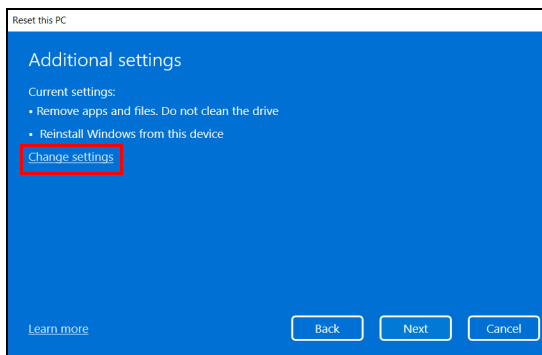 Reset this PC
Additional settings
Current settings:
▪ Remove apps and files. Do not clean the drive
▪ Reinstall Windows from this device
Change settings
Learn more
Back
Next
Cancel